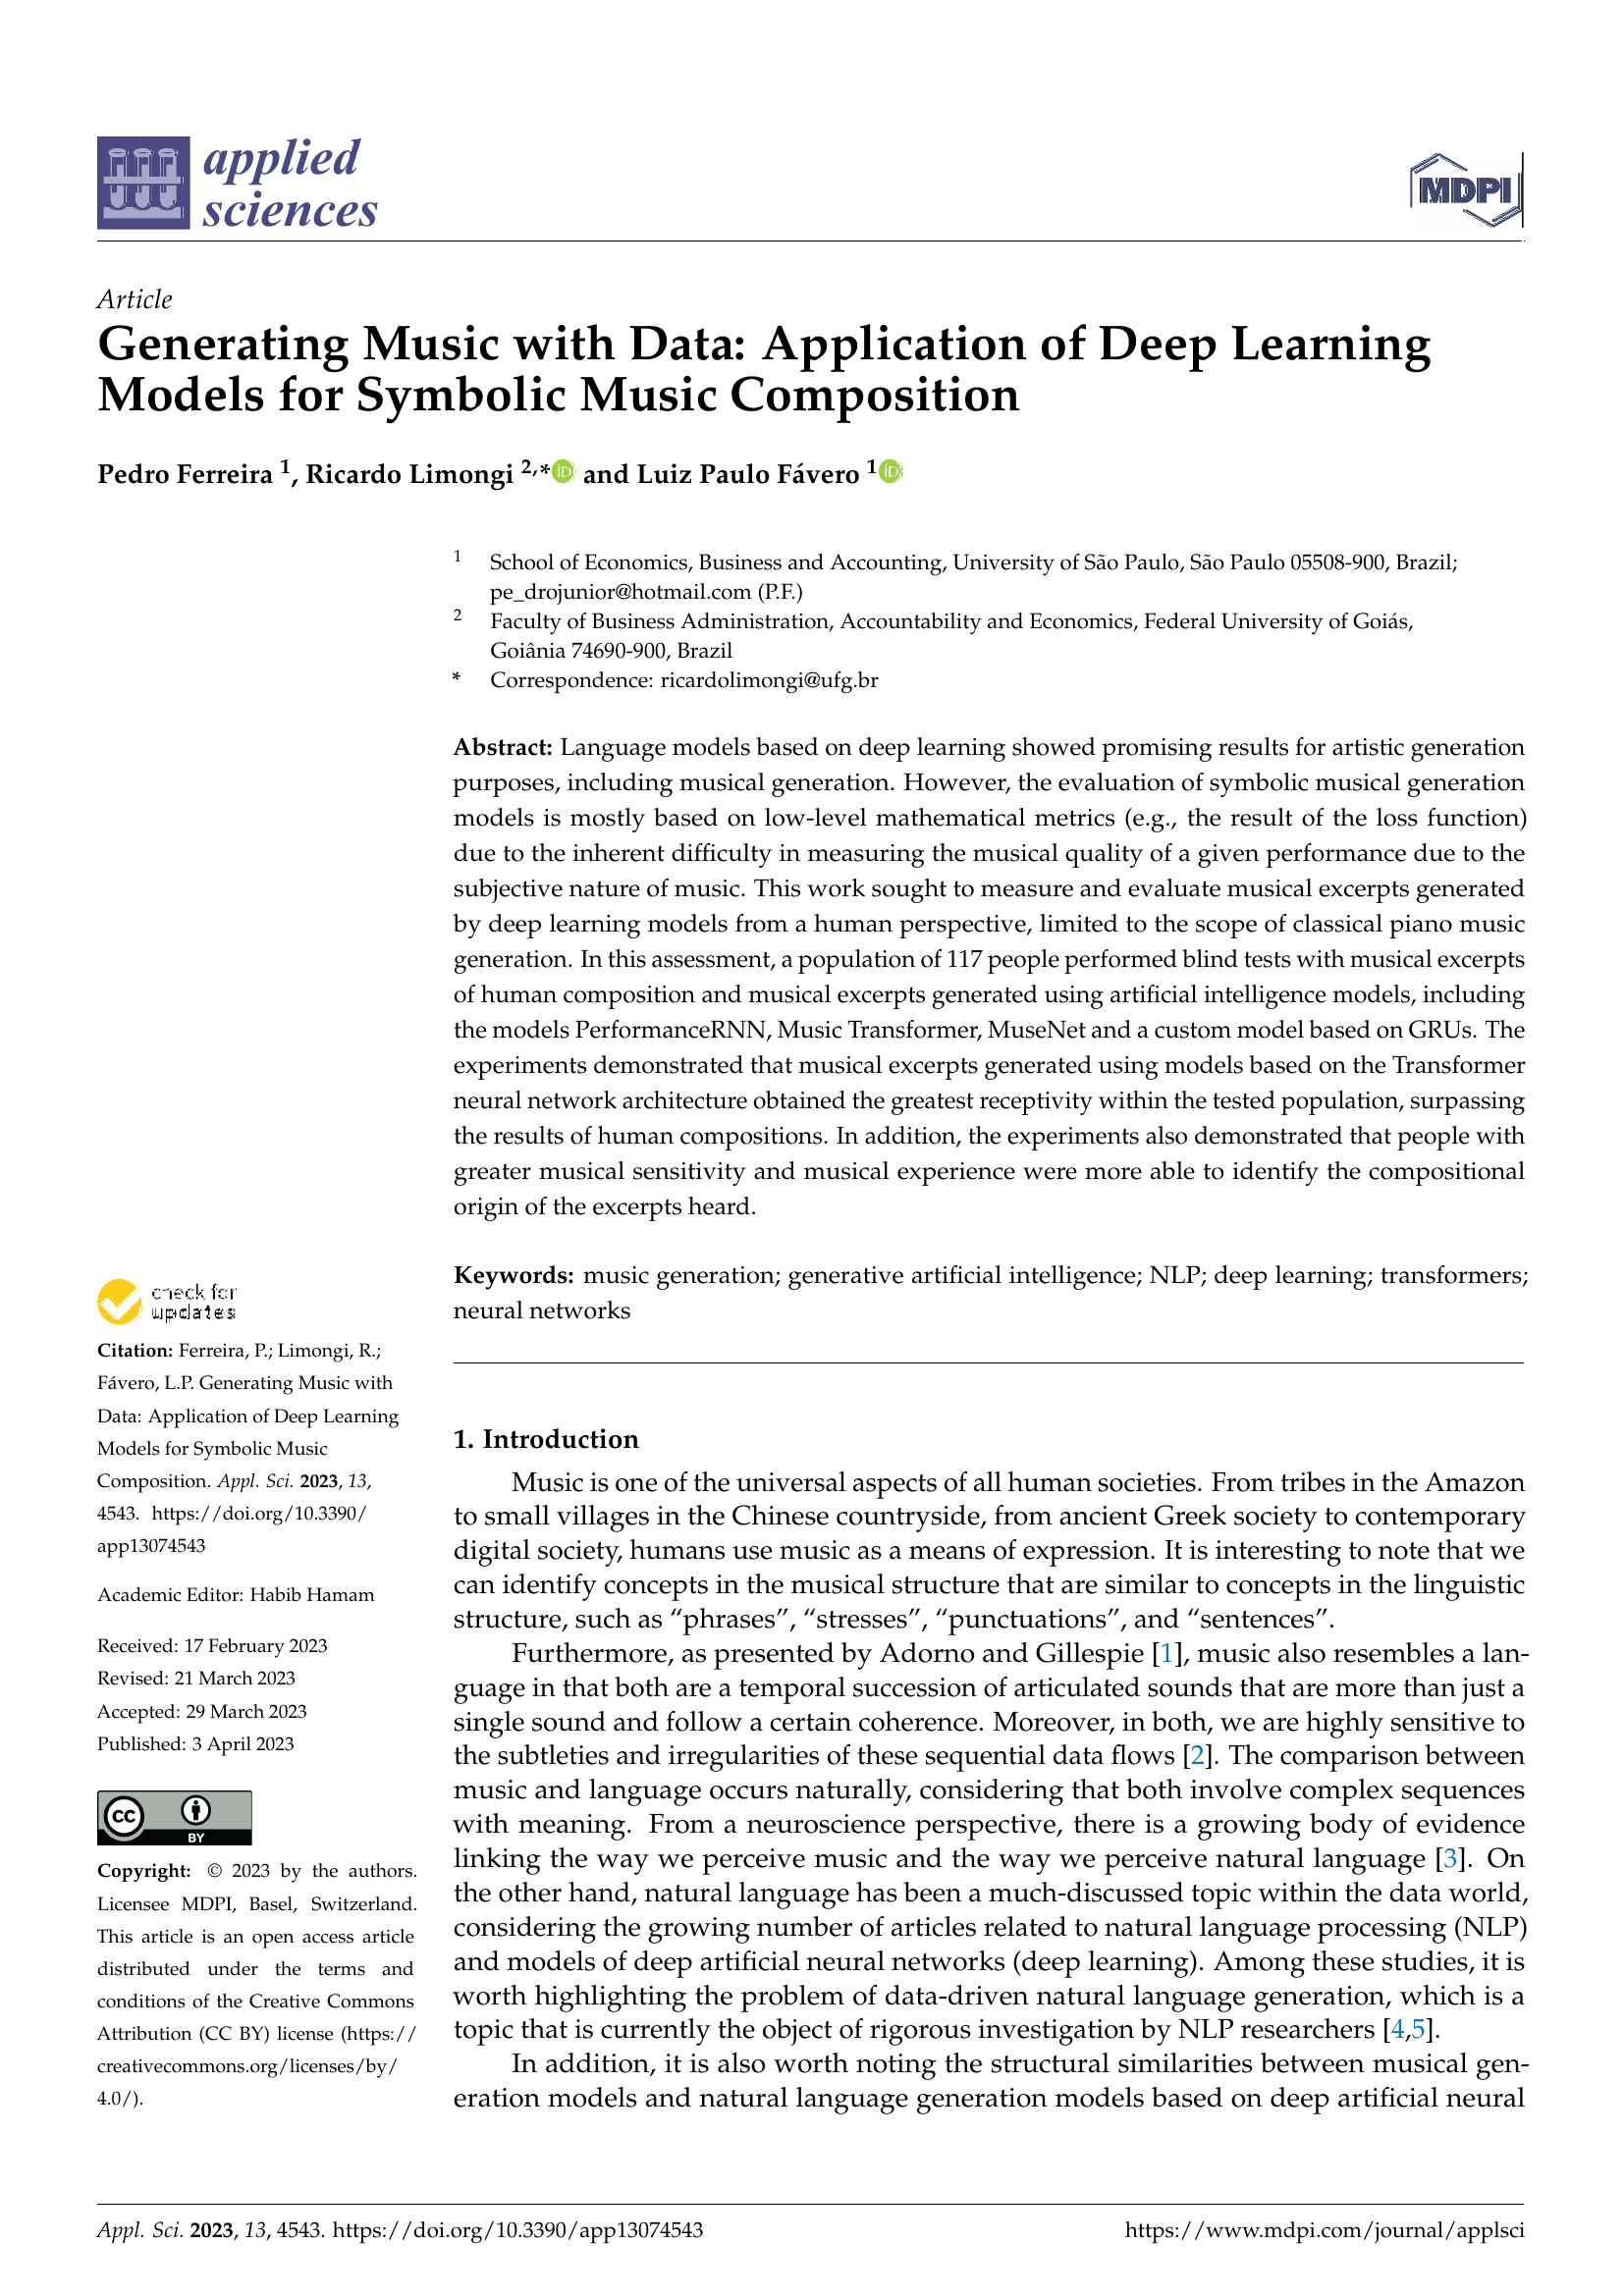 applied
sciences
MDPI
Article
Generating Music with Data: Application of Deep Learning
Models for Symbolic Music Composition
Pedro Ferreira 1, Ricardo Limongi 2,* iD and Luiz Paulo Fávero 1 iD
1 School of Economics, Business and Accounting, University of São Paulo, São Paulo 05508-900, Brazil;
pe_drojunior@hotmail.com (P.F.)
2 Faculty of Business Administration, Accountability and Economics, Federal University of Goiás,
Goiânia 74690-900, Brazil
* Correspondence: ricardolimongi@ufg.br
Abstract: Language models based on deep learning showed promising results for artistic generation
purposes, including musical generation. However, the evaluation of symbolic musical generation
models is mostly based on low-level mathematical metrics (e.g., the result of the loss function)
due to the inherent difficulty in measuring the musical quality of a given performance due to the
subjective nature of music. This work sought to measure and evaluate musical excerpts generated
by deep learning models from a human perspective, limited to the scope of classical piano music
generation. In this assessment, a population of 117 people performed blind tests with musical excerpts
of human composition and musical excerpts generated using artificial intelligence models, including
the models PerformanceRNN, Music Transformer, MuseNet and a custom model based on GRUs. The
experiments demonstrated that musical excerpts generated using models based on the Transformer
neural network architecture obtained the greatest receptivity within the tested population, surpassing
the results of human compositions. In addition, the experiments also demonstrated that people with
greater musical sensitivity and musical experience were more able to identify the compositional
origin of the excerpts heard.
Keywords: music generation; generative artificial intelligence; NLP; deep learning; transformers;
neural networks
check for
updates
Citation: Ferreira, P.; Limongi, R.;
Fávero, L.P. Generating Music with
Data: Application of Deep Learning
Models for Symbolic Music
Composition. Appl. Sci. 2023, 13,
4543. https://doi.org/10.3390/
app13074543
Academic Editor: Habib Hamam
Received: 17 February 2023
Revised: 21 March 2023
Accepted: 29 March 2023
Published: 3 April 2023
cc
BY
Copyright: © 2023 by the authors.
Licensee MDPI, Basel, Switzerland.
This article is an open access article
distributed under the terms and
conditions of the Creative Commons
Attribution (CC BY) license (https://
creativecommons.org/licenses/by/
4.0/).
1. Introduction
Music is one of the universal aspects of all human societies. From tribes in the Amazon
to small villages in the Chinese countryside, from ancient Greek society to contemporary
digital society, humans use music as a means of expression. It is interesting to note that we
can identify concepts in the musical structure that are similar to concepts in the linguistic
structure, such as “phrases”, “stresses”, “punctuations”, and “sentences”.
Furthermore, as presented by Adorno and Gillespie [1], music also resembles a lan-
guage in that both are a temporal succession of articulated sounds that are more than just a
single sound and follow a certain coherence. Moreover, in both, we are highly sensitive to
the subtleties and irregularities of these sequential data flows [2]. The comparison between
music and language occurs naturally, considering that both involve complex sequences
with meaning. From a neuroscience perspective, there is a growing body of evidence
linking the way we perceive music and the way we perceive natural language [3]. On
the other hand, natural language has been a much-discussed topic within the data world,
considering the growing number of articles related to natural language processing (NLP)
and models of deep artificial neural networks (deep learning). Among these studies, it is
worth highlighting the problem of data-driven natural language generation, which is a
topic that is currently the object of rigorous investigation by NLP researchers [4,5].
In addition, it is also worth noting the structural similarities between musical gen-
eration models and natural language generation models based on deep artificial neural
Appl. Sci. 2023, 13, 4543. https://doi.org/10.3390/app13074543
https://www.mdpi.com/journal/applsci